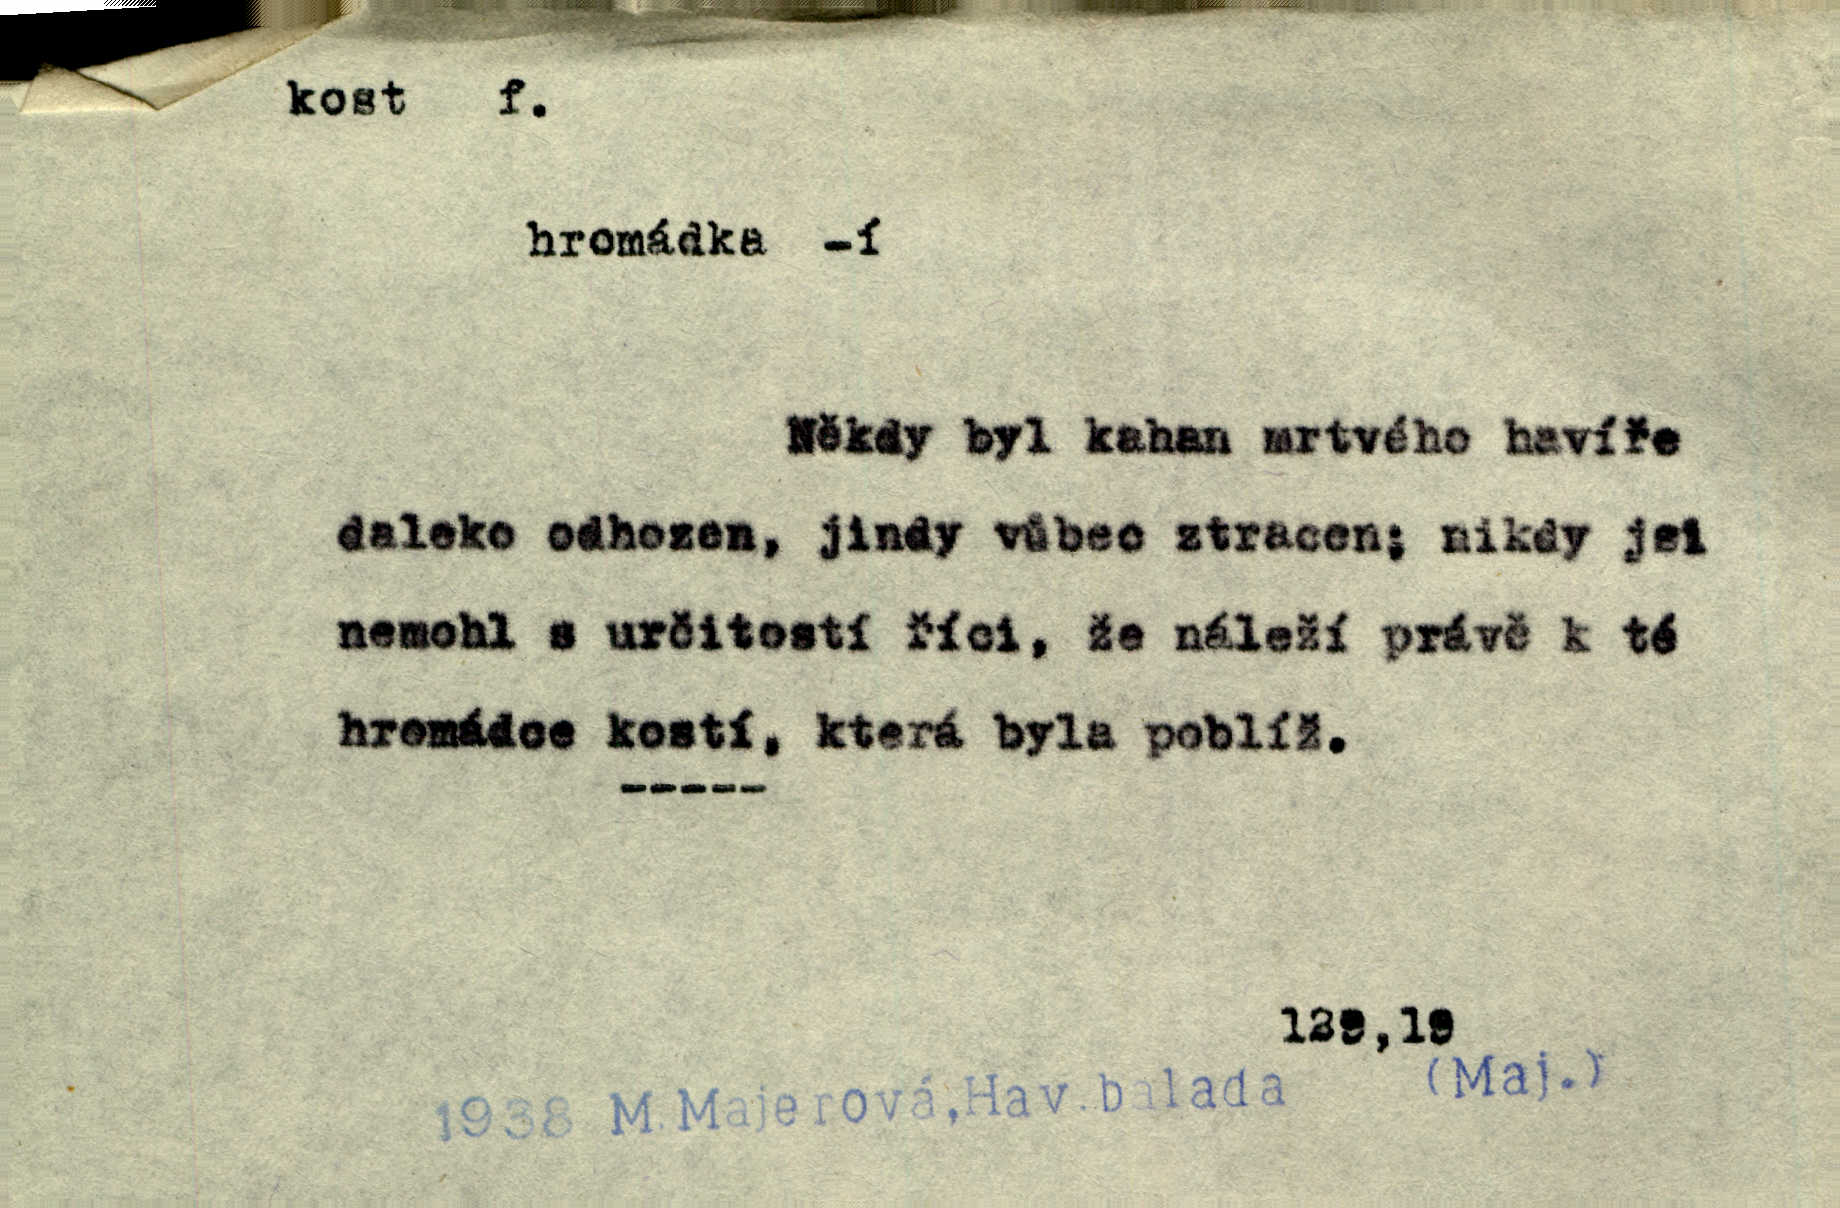 kost f.
hromádka -í
Někdy byl kahan mrtvého havíře
daleko odhozen, jindy vůbec ztracen; nikdy jsi
nemohl s určitostí říci, že náleží právě k té
hromádce kostí, která byla poblíž.
-----
129,19
1938 M.Majerová,Hav.balada (Maj.)